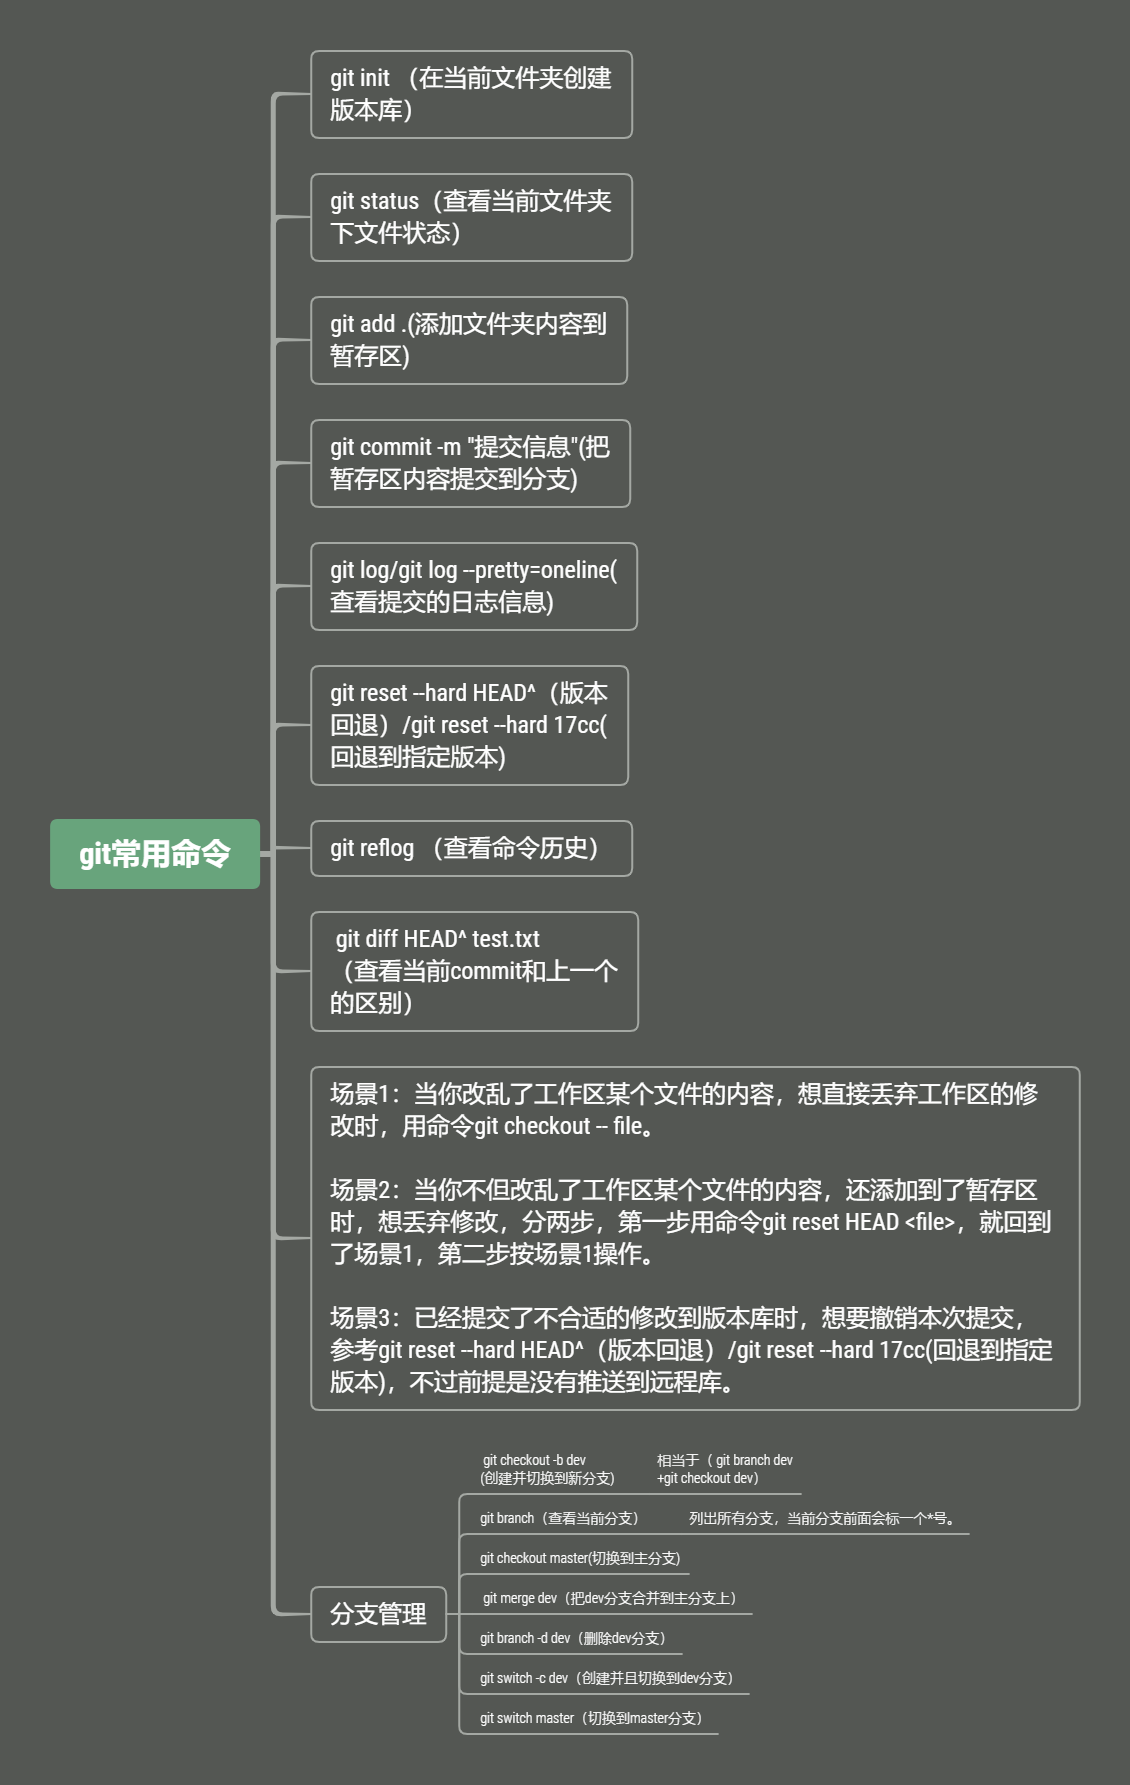 git init （在当前文件夹创建
版本库）
git status（查看当前文件夹
下文件状态）
git add .(添加文件夹内容到
暂存区)
git commit -m "提交信息"(把
暂存区内容提交到分支)
git log/git log --pretty=oneline(
查看提交的日志信息)
git reset --hard HEAD^（版本
回退）/git reset --hard 17cc(
回退到指定版本)
git常用命令
git reflog （查看命令历史）
git diff HEAD^ test.txt
（查看当前commit和上一个
的区别）
场景1：当你改乱了工作区某个文件的内容，想直接丢弃工作区的修
改时，用命令git checkout -- file。
场景2：当你不但改乱了工作区某个文件的内容，还添加到了暂存区
时，想丢弃修改，分两步，第一步用命令git reset HEAD <file>，就回到
了场景1，第二步按场景1操作。
场景3：已经提交了不合适的修改到版本库时，想要撤销本次提交，
参考git reset --hard HEAD^（版本回退）/git reset --hard 17cc(回退到指定
版本)，不过前提是没有推送到远程库。
分支管理
git checkout -b dev
(创建并切换到新分支)
相当于（ git branch dev
+git checkout dev）
git branch（查看当前分支）
列出所有分支，当前分支前面会标一个*号。
git checkout master(切换到主分支)
git merge dev（把dev分支合并到主分支上）
git branch -d dev（删除dev分支）
git switch -c dev（创建并且切换到dev分支）
git switch master（切换到master分支）